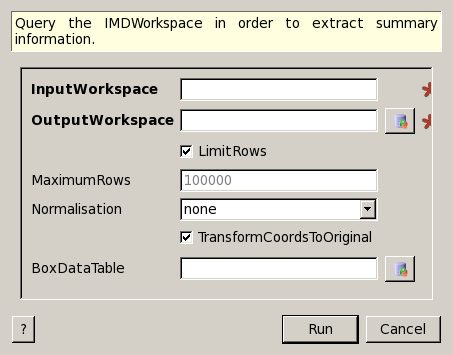 Query the IMDWorkspace in order to extract summary
information.
InputWorkspace
OutputWorkspace
LimitRows
MaximumRows 100000
Normalisation none
TransformCoordsToOriginal
BoxDataTable
? Run Cancel